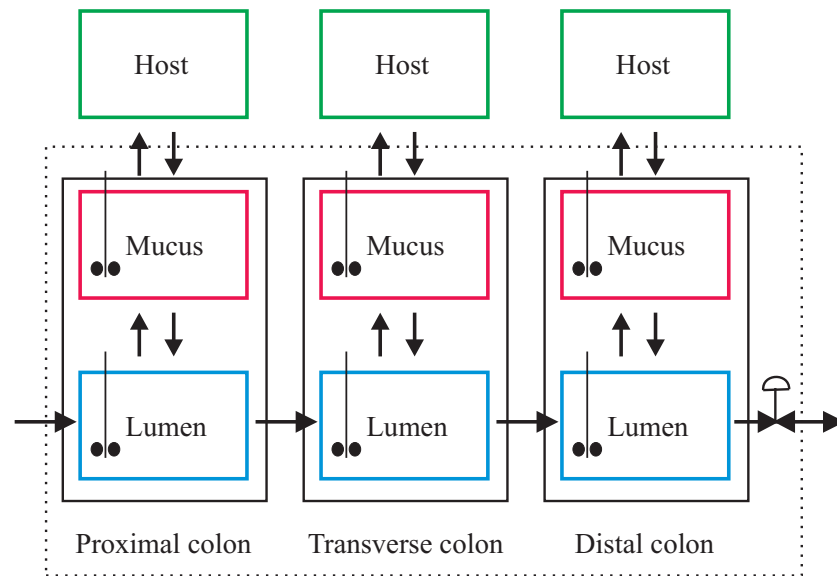 Host
Host
Host
Mucus
Mucus
Mucus
Lumen
Lumen
Lumen
Proximal colon
Transverse colon
Distal colon